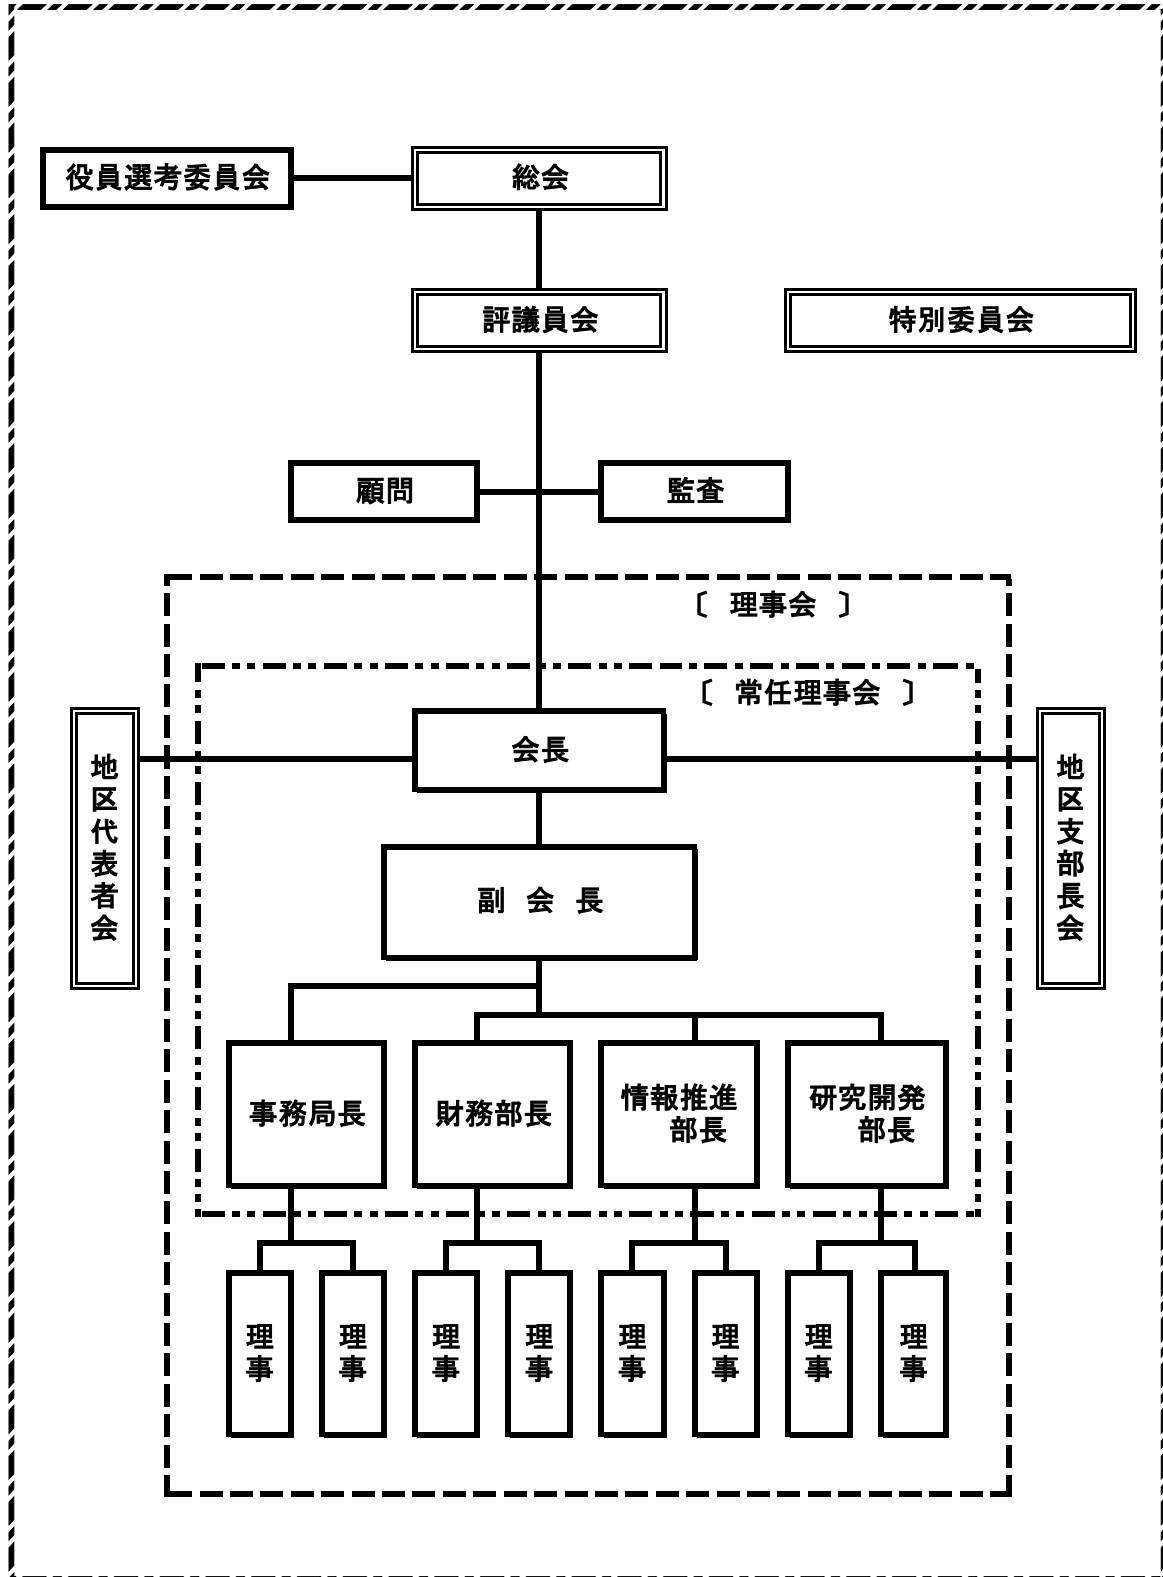 役員選考委員会
総会
評議員会
特別委員会
顧問
監査
〔 理事会 〕
〔 常任理事会 〕
会長
地区代表者会
地区支部長会
副 会 長
事務局長
財務部長
情報推進
部長
研究開発
部長
理事
理事
理事
理事
理事
理事
理事
理事